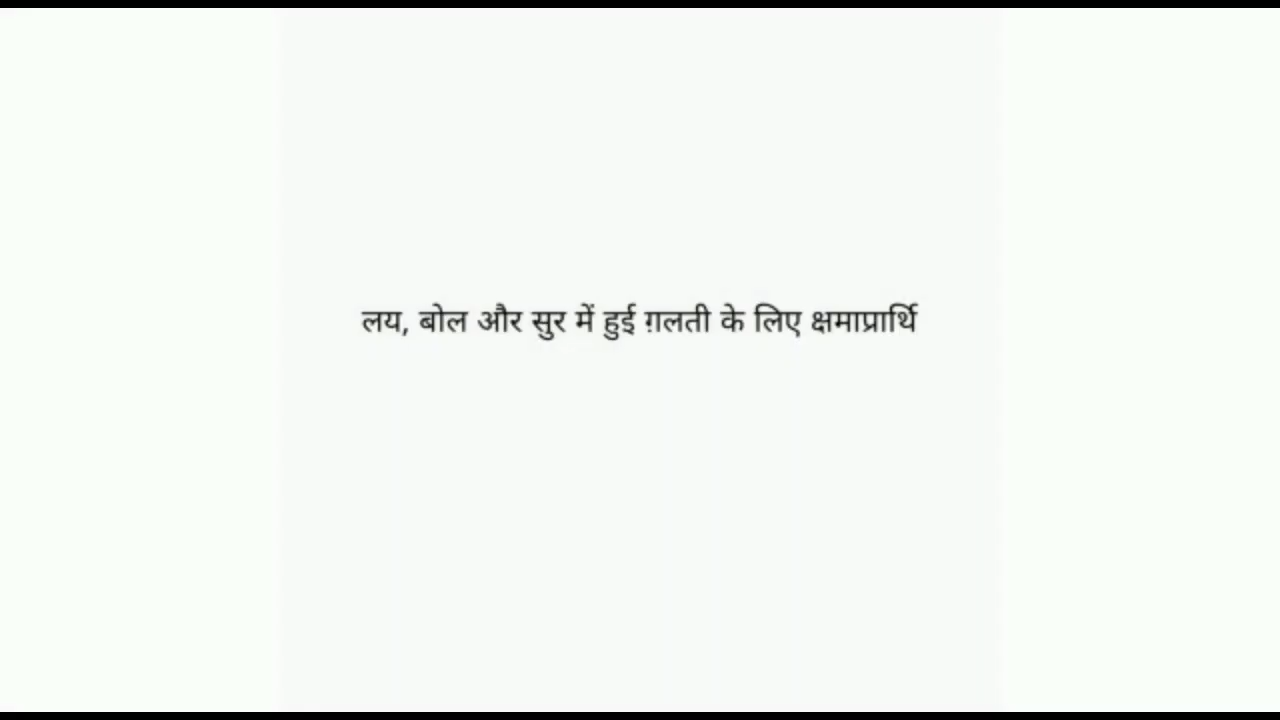 लय, बोल और सुर में हुई ग़लती के लिए क्षमाप्रार्थि